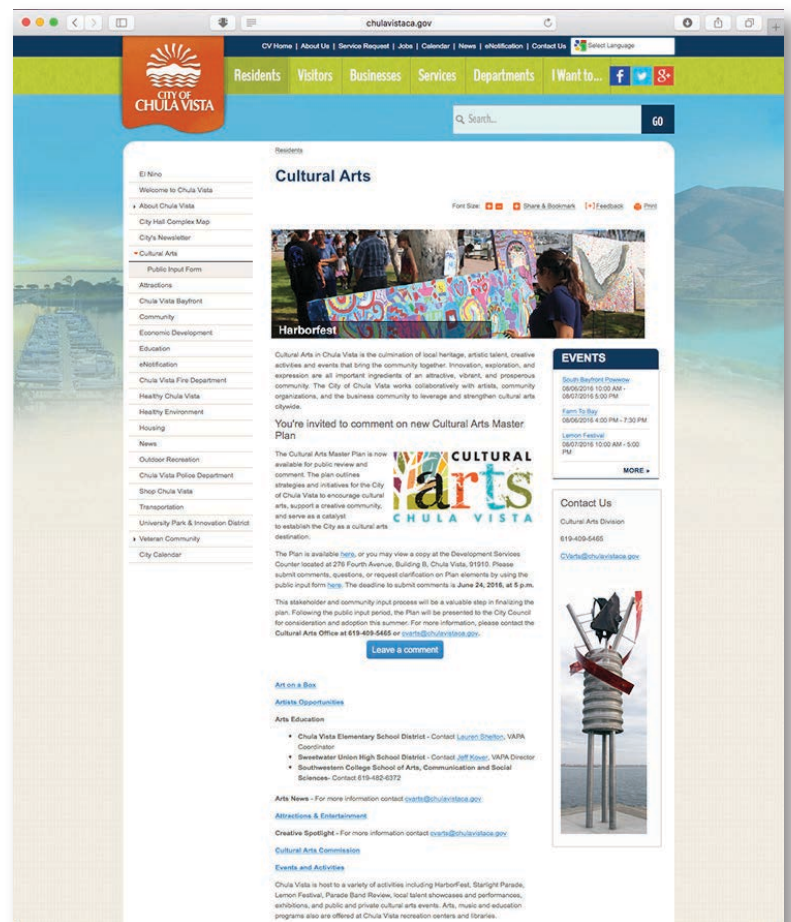 chulavistaca.gov
CV Home | About Us | Service Request | Jobs | Calendar | News | eNotification | Contact Us
Select Language
CITY OF
CHULA VISTA
Residents Visitors Businesses Services Departments I Want to...
Search...
GO
Residents
Cultural Arts
Font Size: Share & Bookmark [+] Feedback Print
El Nino
Welcome to Chula Vista
About Chula Vista
City Hall Complex Map
City's Newsletter
Cultural Arts
Public Input Form
Attractions
Chula Vista Bayfront
Community
Economic Development
Education
eNotification
Chula Vista Fire Department
Healthy Chula Vista
Healthy Environment
Housing
News
Outdoor Recreation
Chula Vista Police Department
Shop Chula Vista
Transportation
University Park & Innovation District
Veteran Community
City Calendar
Harborfest
Cultural Arts in Chula Vista is the culmination of local heritage, artistic talent, creative
activities and events that bring the community together. Innovation, exploration, and
expression are all important ingredients of an attractive, vibrant, and prosperous
community. The City of Chula Vista works collaboratively with artists, community
organizations, and the business community to leverage and strengthen cultural arts
citywide.
You're invited to comment on new Cultural Arts Master
Plan
The Cultural Arts Master Plan is now
available for public review and
comment. The plan outlines
strategies and initiatives for the City
of Chula Vista to encourage cultural
arts, support a creative community,
and serve as a catalyst
to establish the City as a cultural arts
destination.
CULTURAL
arts
CHULA VISTA
The Plan is available here, or you may view a copy at the Development Services
Counter located at 276 Fourth Avenue, Building B, Chula Vista, 91910. Please
submit comments, questions, or request clarification on Plan elements by using the
public input form here. The deadline to submit comments is June 24, 2016, at 5 p.m.
This stakeholder and community input process will be a valuable step in finalizing the
plan. Following the public input period, the Plan will be presented to the City Council
for consideration and adoption this summer. For more information, please contact the
Cultural Arts Office at 619-409-5465 or cvarts@chulavistaca.gov.
Leave a comment
Art on a Box
Artists Opportunities
Arts Education
Chula Vista Elementary School District - Contact Lauren Shelton, VAPA
Coordinator
Sweetwater Union High School District - Contact Jeff Kover, VAPA Director
Southwestern College School of Arts, Communication and Social
Sciences- Contact 619-482-6372
Arts News - For more information contact cvarts@chulavistaca.gov
Attractions & Entertainment
Creative Spotlight - For more information contact cvarts@chulavistaca.gov
Cultural Arts Commission
Events and Activities
Chula Vista is host to a variety of activities including HarborFest, Starlight Parade,
Lemon Festival, Parade Band Review, local talent showcases and performances,
exhibitions, and public and private cultural arts events. Arts, music and education
programs also are offered at Chula Vista recreation centers and libraries.
EVENTS
South Bayfront Powwow
08/06/2016 10:00 AM -
08/07/2016 5:00 PM
Farm To Bay
08/06/2016 4:00 PM - 7:30 PM
Lemon Festival
08/07/2016 10:00 AM - 5:00
PM
MORE »
Contact Us
Cultural Arts Division
619-409-5465
CVarts@chulavistaca.gov